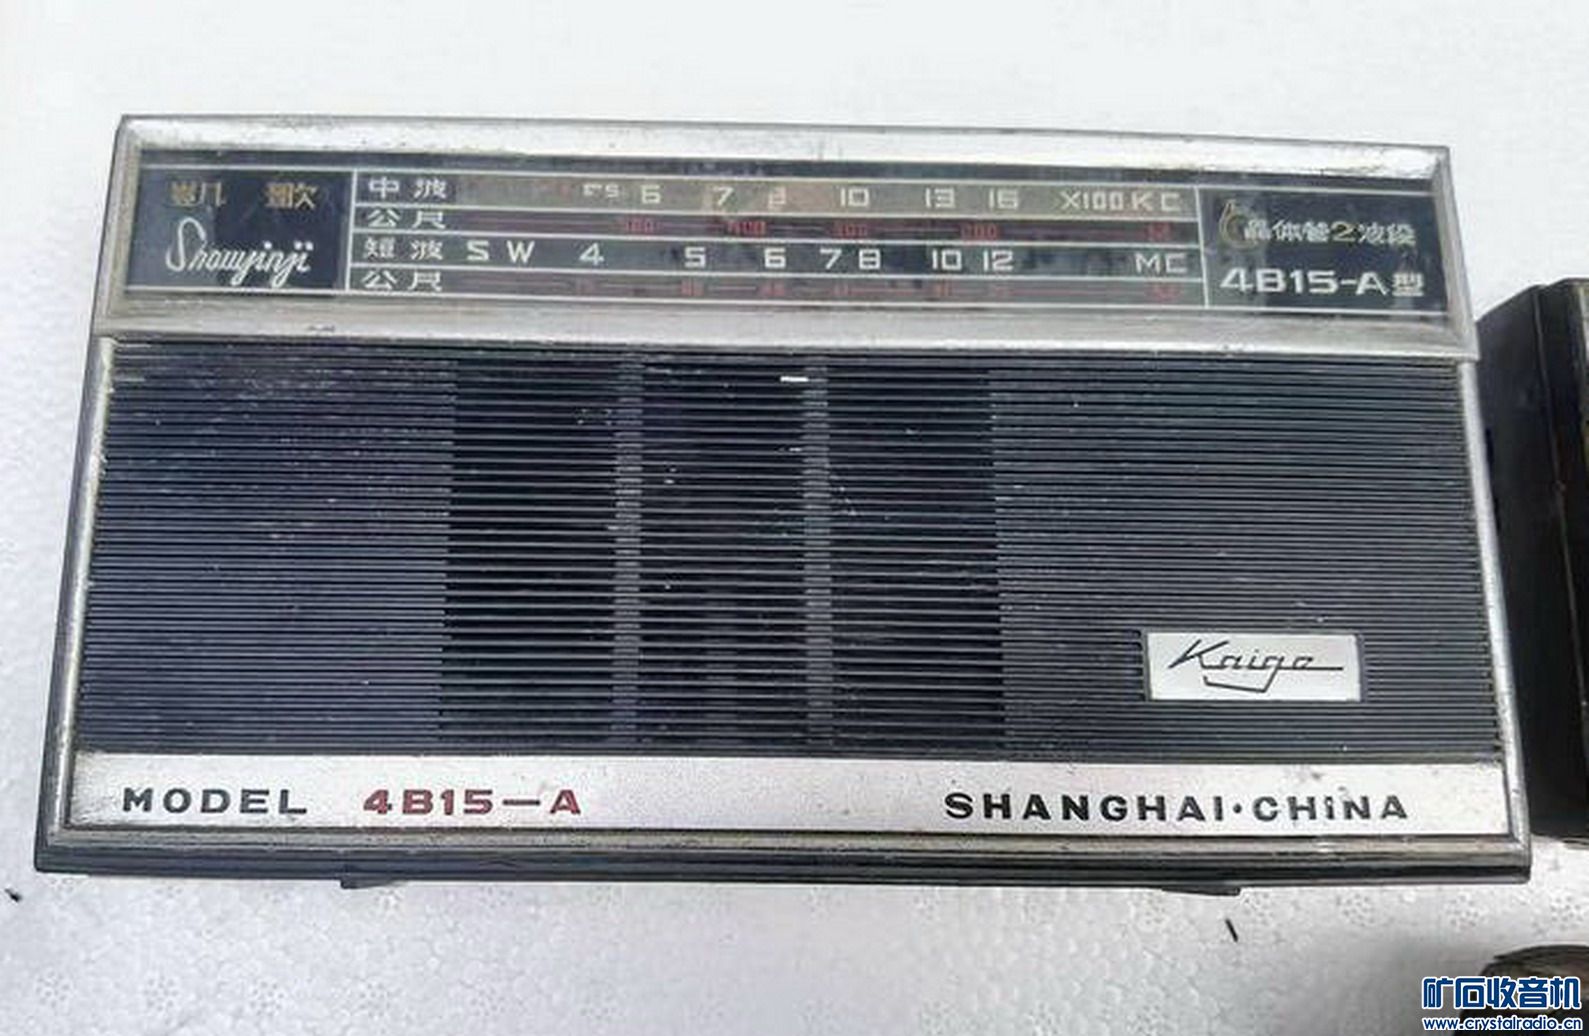 凯 歌
Shouyinji
中 波 5 6 7 8 10 13 16 X100KC
公 尺
短 波 SW 4 5 6 7 8 10 12 MC
公 尺
6晶体管2波段
4B15-A型
Kaige
MODEL 4B15-A
SHANGHAI·CHINA
矿石收音机
www.crystalradio.cn